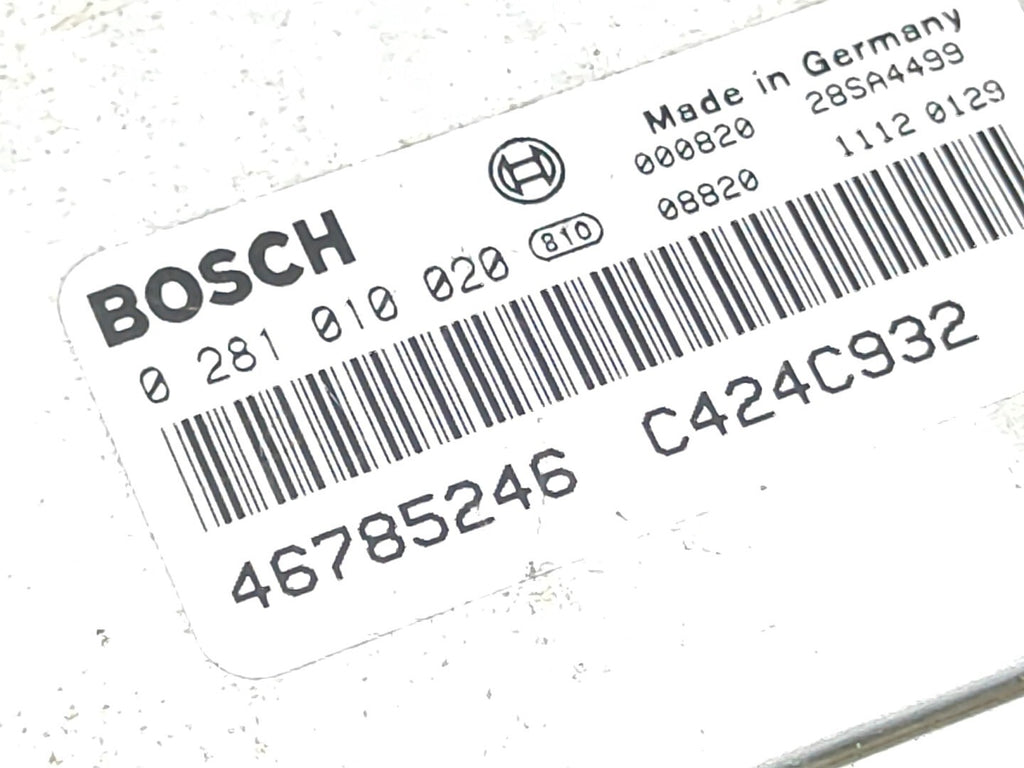 Made in Germany
000820 28SA4499
08820 1112 0129
BOSCH
0 281 010 020 810
46785246 C424C932